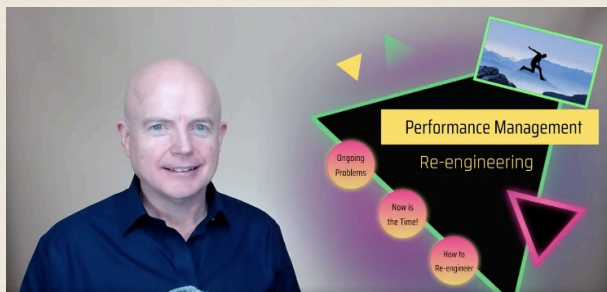 Performance Management
Re-engineering
Ongoing
Problems
Now is
the Time!
How to
Re-engineer